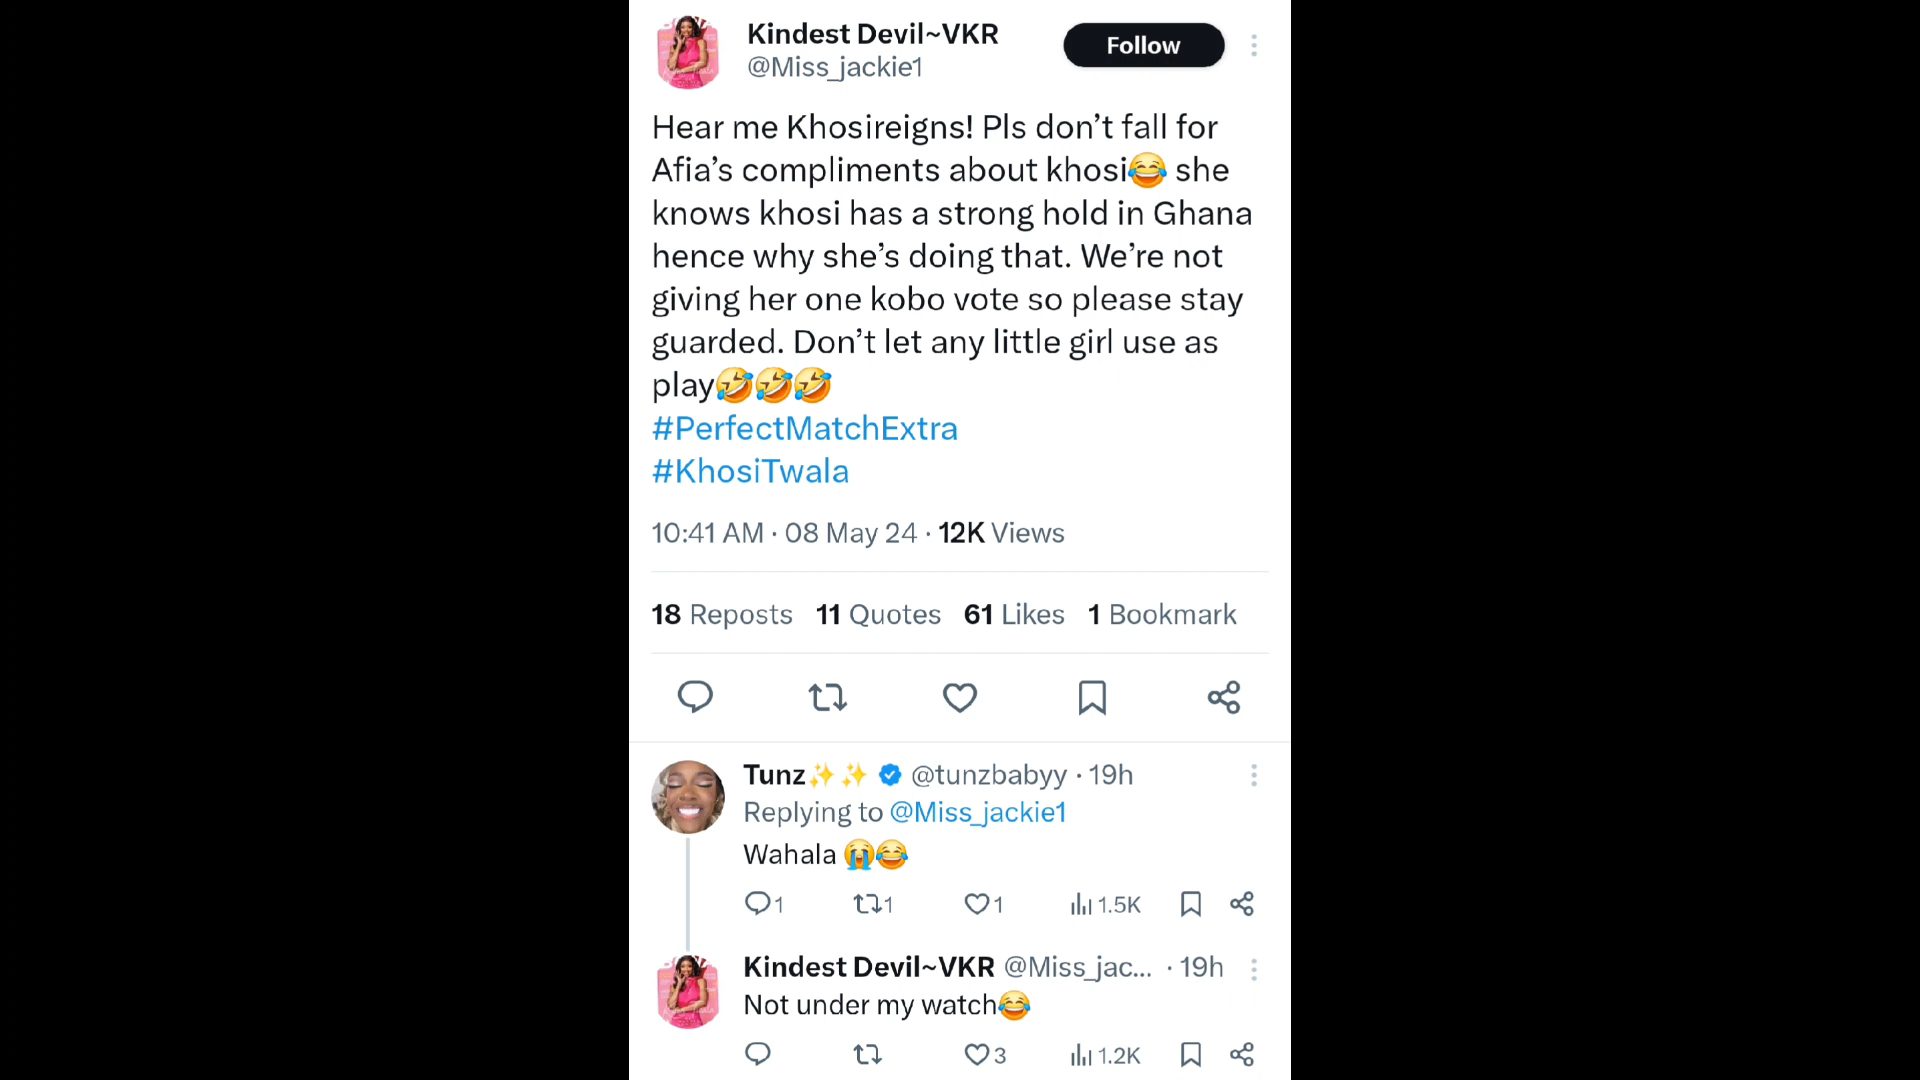 Kindest Devil~VKR
@Miss_jackie1
Follow
Hear me Khosireigns! Pls don’t fall for
Afia’s compliments about khosi😂 she
knows khosi has a strong hold in Ghana
hence why she’s doing that. We’re not
giving her one kobo vote so please stay
guarded. Don’t let any little girl use as
play🤣🤣🤣
#PerfectMatchExtra
#KhosiTwala
10:41 AM · 08 May 24 · 12K Views
18 Reposts 11 Quotes 61 Likes 1 Bookmark
Tunz✨✨ @tunzbabyy · 19h
Replying to @Miss_jackie1
Wahala 😭😂
1 1 1 1.5K
Kindest Devil~VKR @Miss_jac... · 19h
Not under my watch😂
3 1.2K